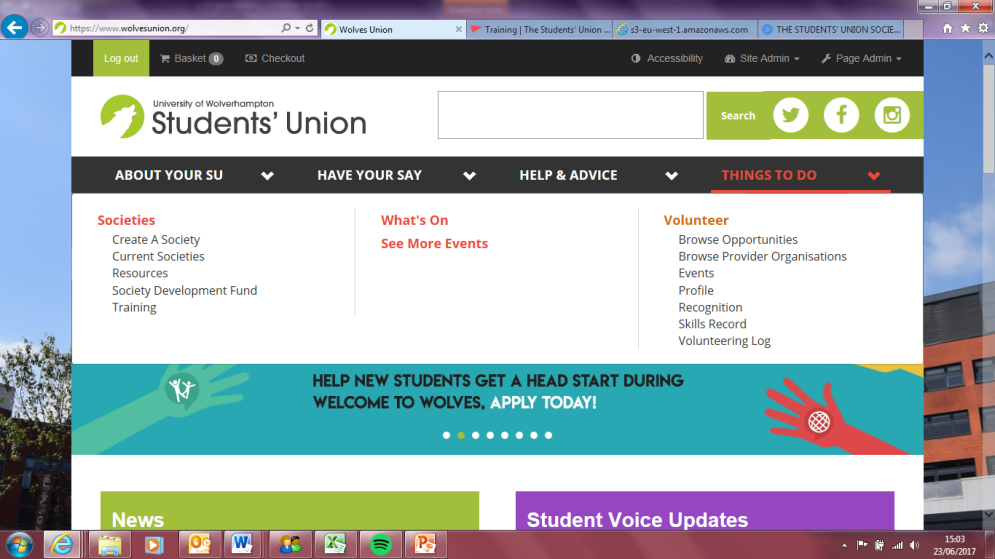 https://www.wolvesunion.org/
Wolves Union
Training | The Students' Union ...
s3-eu-west-1.amazonaws.com
THE STUDENTS' UNION SOCIE...
Log out
Basket 0
Checkout
Accessibility
Site Admin
Page Admin
University of Wolverhampton
Students' Union
Search
ABOUT YOUR SU
HAVE YOUR SAY
HELP & ADVICE
THINGS TO DO
Societies
Create A Society
Current Societies
Resources
Society Development Fund
Training
What's On
See More Events
Volunteer
Browse Opportunities
Browse Provider Organisations
Events
Profile
Recognition
Skills Record
Volunteering Log
HELP NEW STUDENTS GET A HEAD START DURING
WELCOME TO WOLVES, APPLY TODAY!
News
Student Voice Updates
15:03
23/06/2017